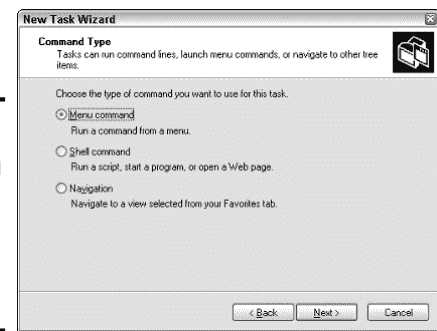 New Task Wizard
Command Type
Tasks can run command lines, launch menu commands, or navigate to other tree
items.
Choose the type of command you want to use for this task.
Menu command
Run a command from a menu.
Shell command
Run a script, start a program, or open a Web page.
Navigation
Navigate to a view selected from your Favorites tab.
< Back
Next >
Cancel